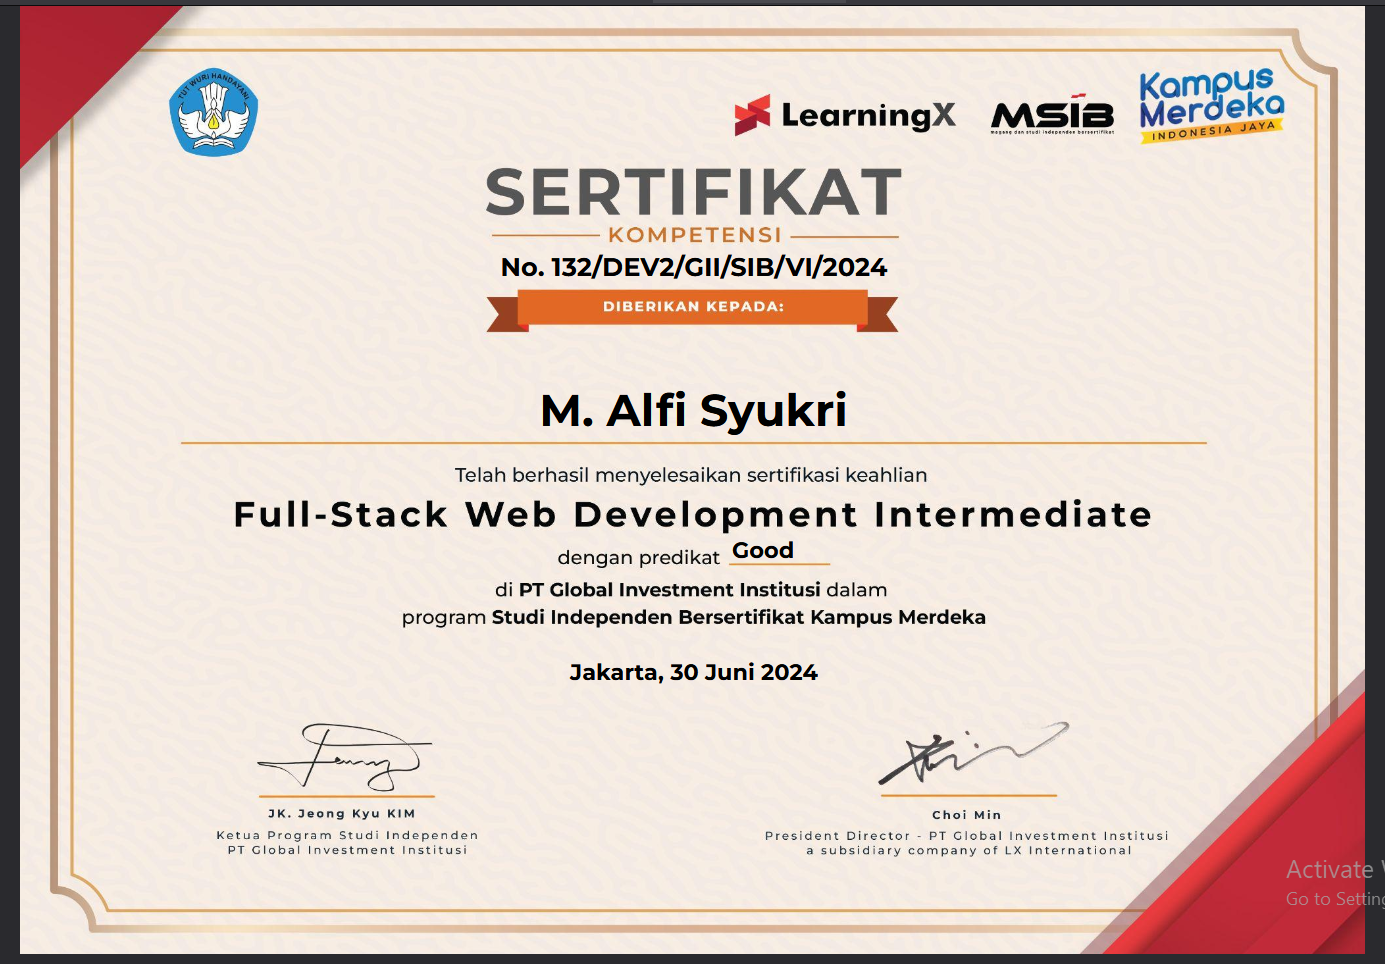 TUT WURI HANDAYANI
LearningX
MSIB
magang dan studi independen bersertifikat
Kampus
Merdeka
INDONESIA JAYA
SERTIFIKAT
KOMPETENSI
No. 132/DEV2/GII/SIB/VI/2024
DIBERIKAN KEPADA:
M. Alfi Syukri
Telah berhasil menyelesaikan sertifikasi keahlian
Full-Stack Web Development Intermediate
dengan predikat Good
di PT Global Investment Institusi dalam
program Studi Independen Bersertifikat Kampus Merdeka
Jakarta, 30 Juni 2024
JK. Jeong Kyu KIM
Ketua Program Studi Independen
PT Global Investment Institusi
Choi Min
President Director - PT Global Investment Institusi
a subsidiary company of LX International
Activate
Go to Setting